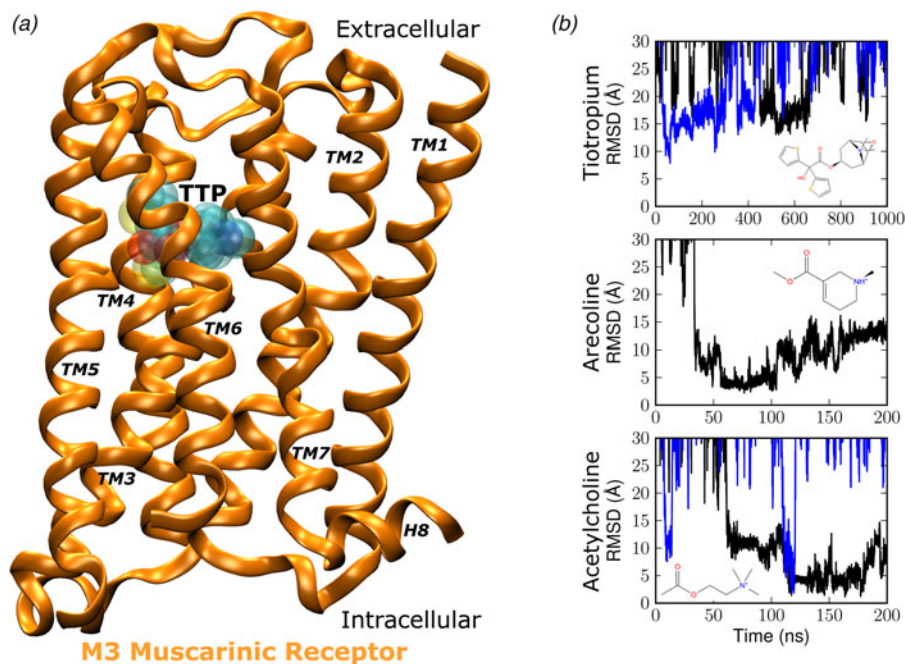 (a)
Extracellular
TM2
TM1
TTP
TM4
TM6
TM5
TM3
TM7
H8
Intracellular
M3 Muscarinic Receptor
(b)
Tiotropium
RMSD (Å)
30
25
20
15
10
5
0
0 200 400 600 800 1000
O
O
HO
S
S
N
O
Arecoline
RMSD (Å)
30
25
20
15
10
5
0
0 50 100 150 200
O
O
NH⁺
Acetylcholine
RMSD (Å)
30
25
20
15
10
5
0
0 50 100 150 200
O
O
N⁺
Time (ns)